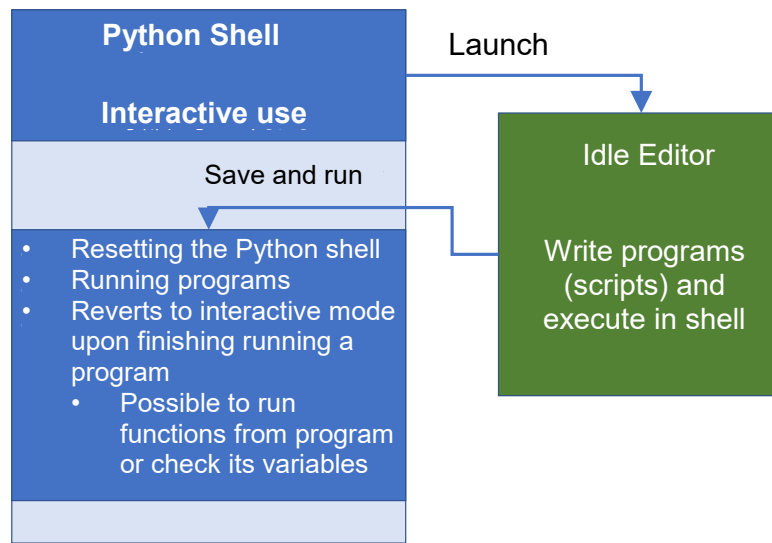 Python Shell
Launch
Interactive use
Idle Editor
Save and run
Write programs
(scripts) and
execute in shell
• Resetting the Python shell
• Running programs
• Reverts to interactive mode
upon finishing running a
program
• Possible to run
functions from program
or check its variables